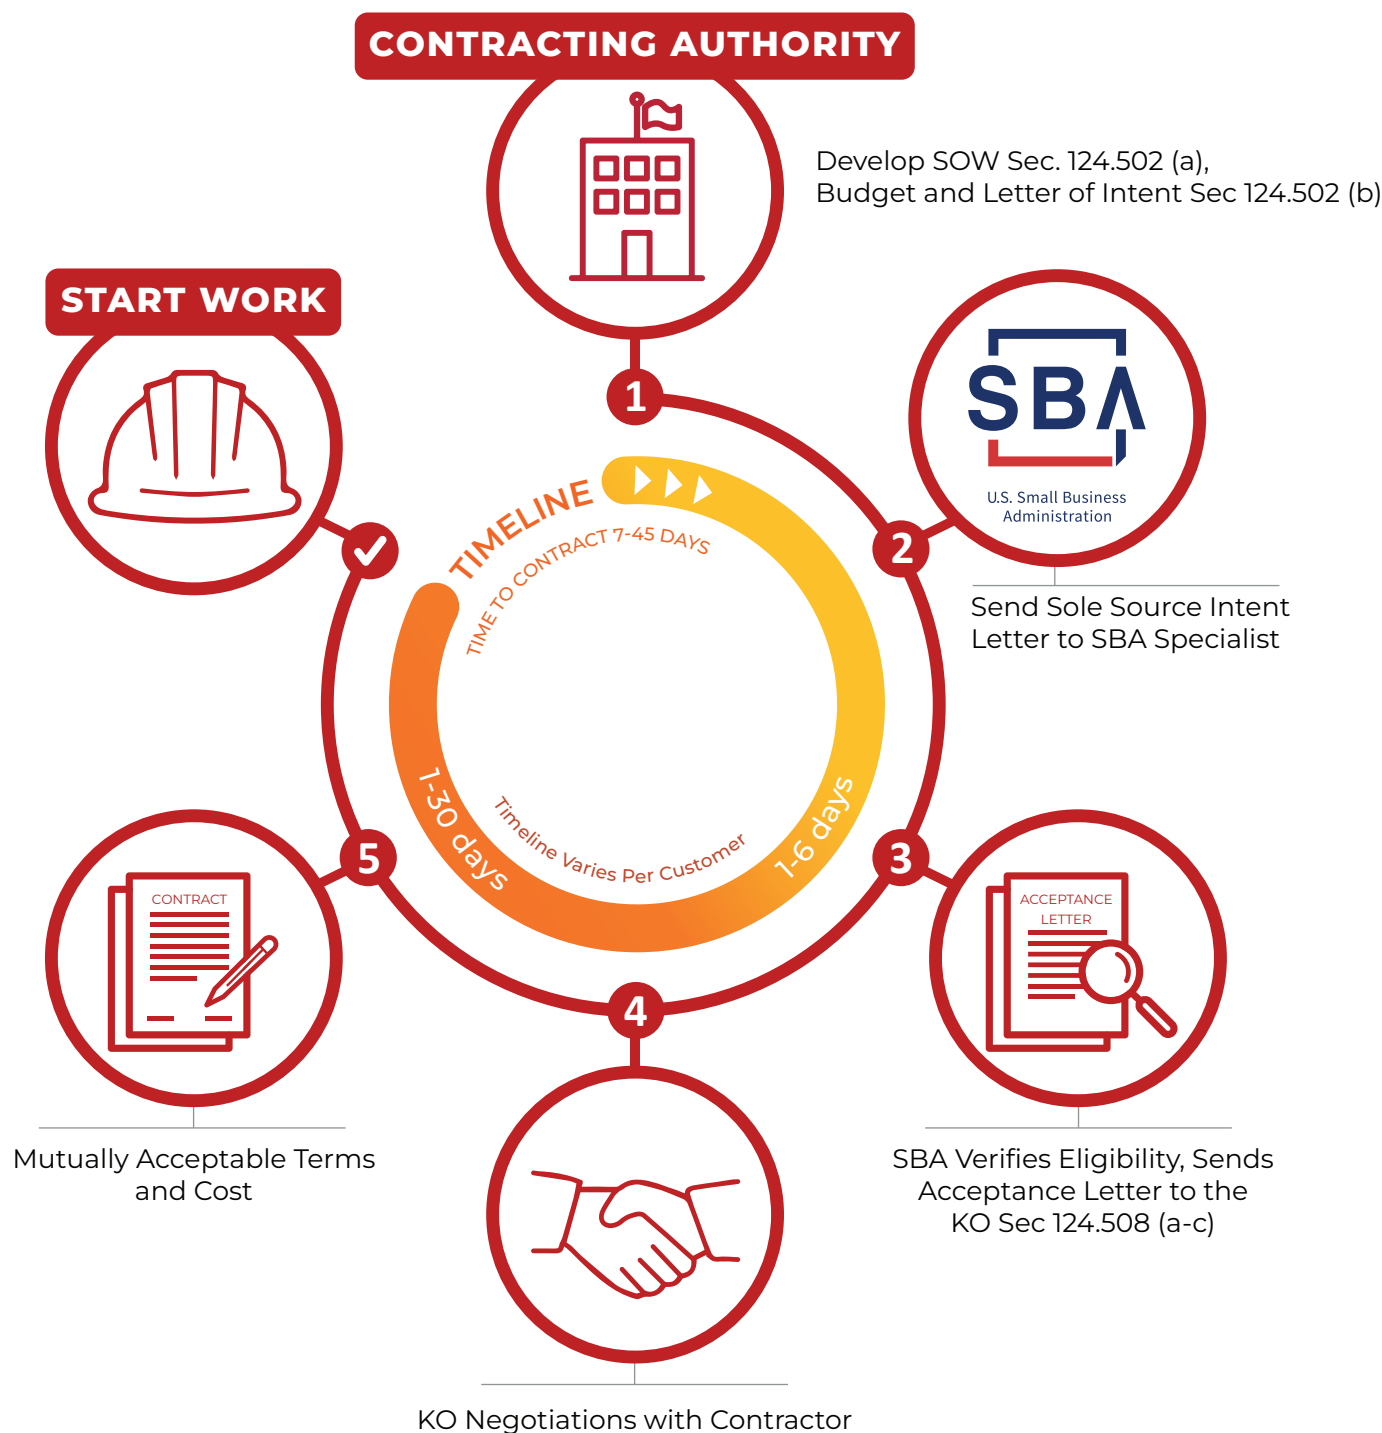 CONTRACTING AUTHORITY
Develop SOW Sec. 124.502 (a),
Budget and Letter of Intent Sec 124.502 (b)
START WORK
1
SBA
U.S. Small Business
Administration
2
Send Sole Source Intent
Letter to SBA Specialist
TIMELINE
TIME TO CONTRACT 7-45 DAYS
1-6 days
1-30 days
Timeline Varies Per Customer
3
ACCEPTANCE
LETTER
SBA Verifies Eligibility, Sends
Acceptance Letter to the
KO Sec 124.508 (a-c)
4
KO Negotiations with Contractor
5
CONTRACT
Mutually Acceptable Terms
and Cost